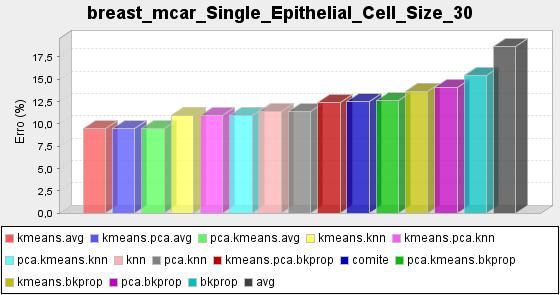 breast_mcar_Single_Epithelial_Cell_Size_30
Erro (%)
17,5
15,0
12,5
10,0
7,5
5,0
2,5
0,0
kmeans.avg kmeans.pca.avg pca.kmeans.avg kmeans.knn kmeans.pca.knn
pca.kmeans.knn knn pca.knn kmeans.pca.bkprop comite pca.kmeans.bkprop
kmeans.bkprop pca.bkprop bkprop avg